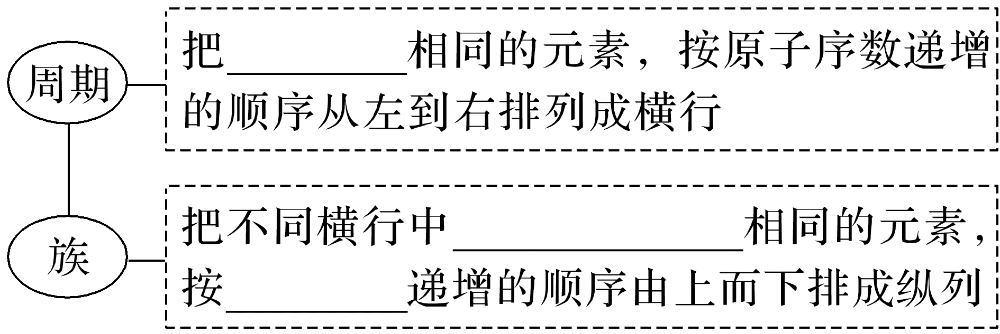 周期
把________相同的元素，按原子序数递增
的顺序从左到右排列成横行
族
把不同横行中____________相同的元素，
按________递增的顺序由上而下排成纵列